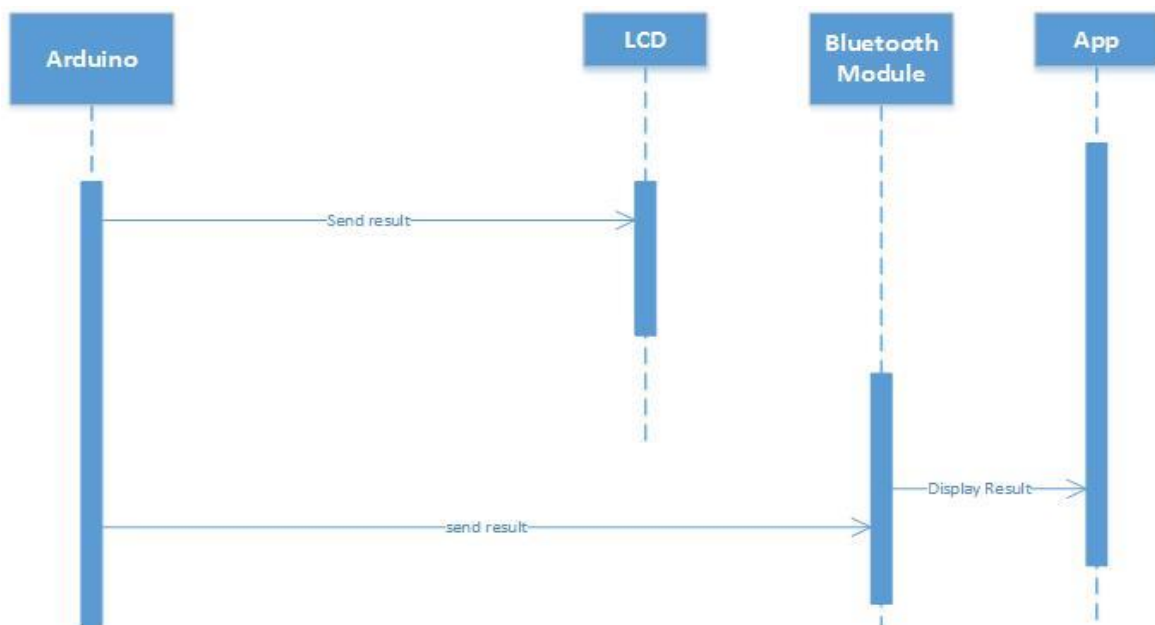 Arduino
LCD
Bluetooth
Module
App
Send result
Display Result
send result